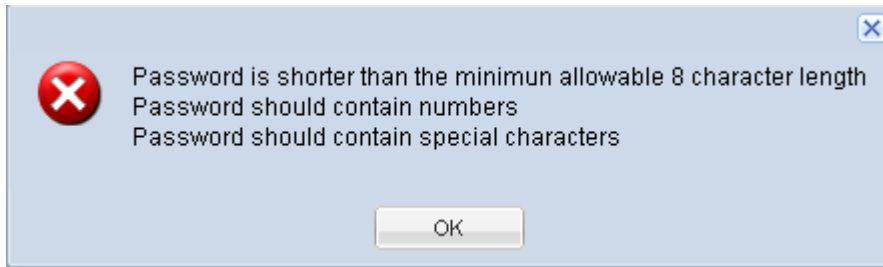 Password is shorter than the minimun allowable 8 character length
Password should contain numbers
Password should contain special characters
OK